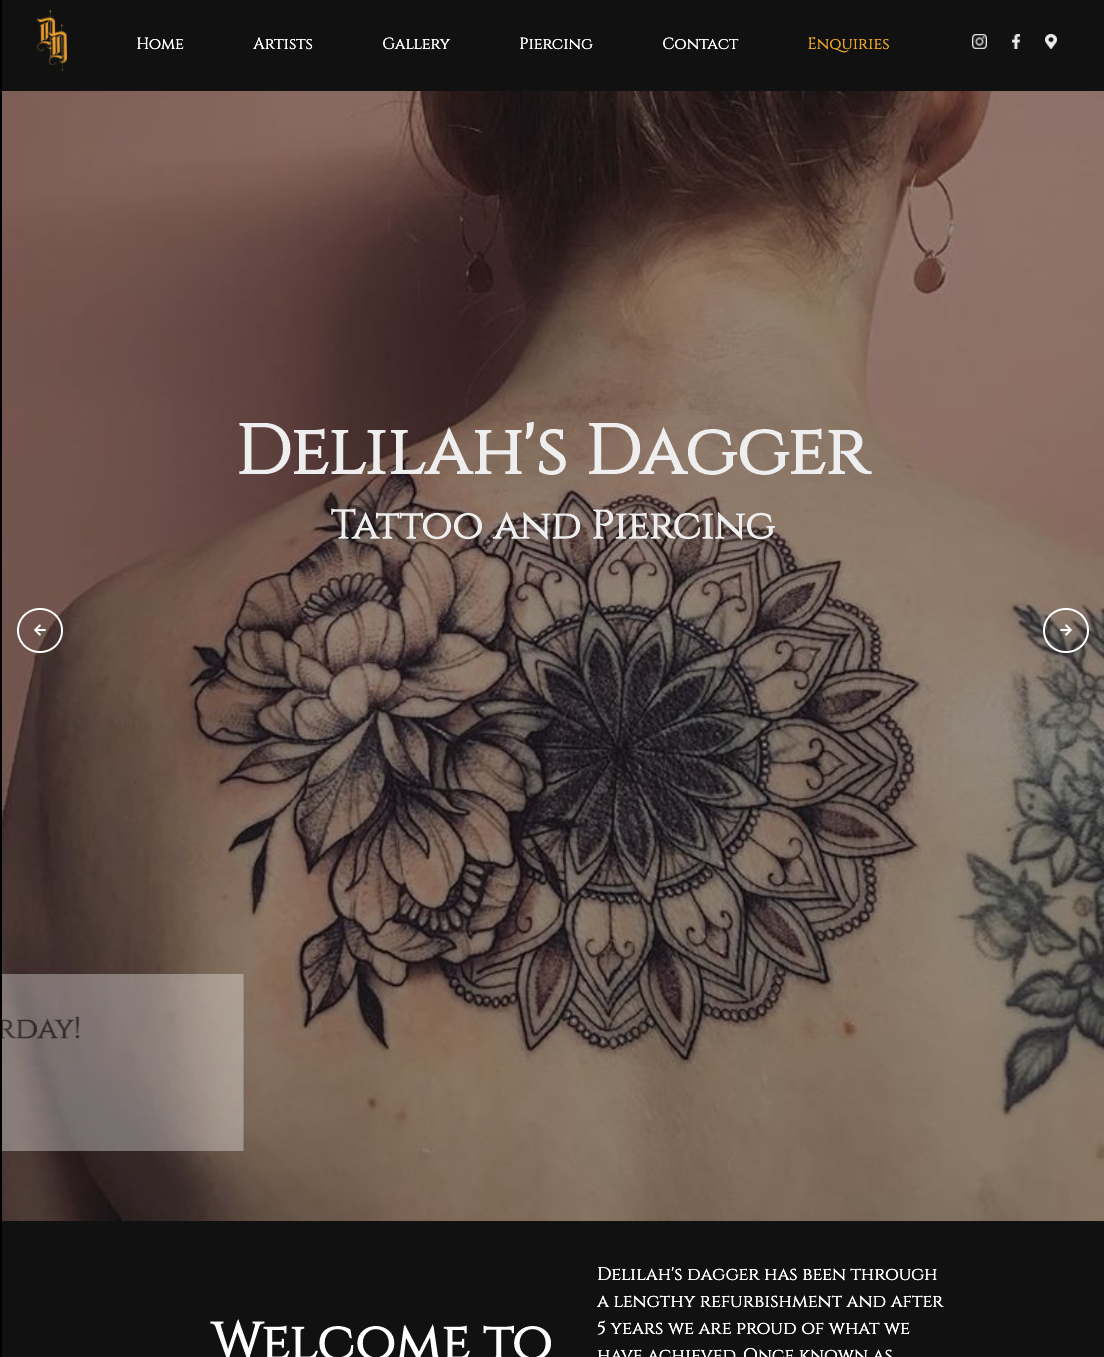 Home
Artists
Gallery
Piercing
Contact
Enquiries
Delilah's Dagger
Tattoo and Piercing
rday!
Delilah's dagger has been through
a lengthy refurbishment and after
5 years we are proud of what we
have achieved. Once known as
Welcome to